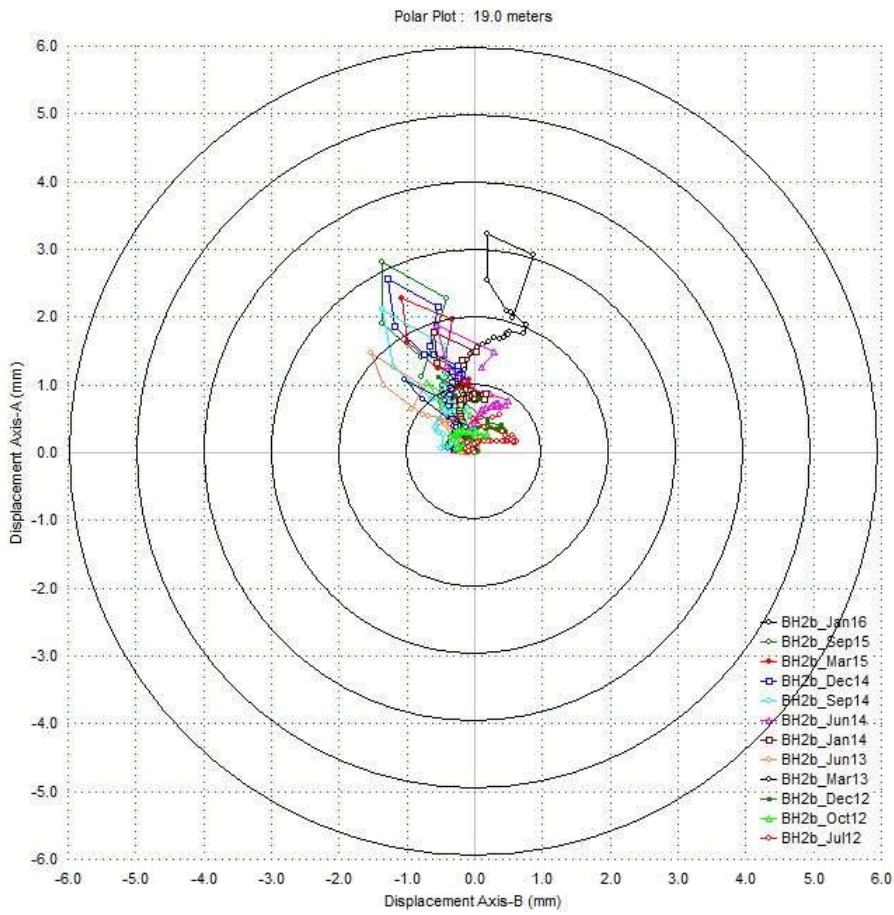 Polar Plot : 19.0 meters
6.0
5.0
4.0
3.0
2.0
1.0
0.0
-1.0
-2.0
-3.0
-4.0
-5.0
-6.0
Displacement Axis-A (mm)
BH2b_Jan16
BH2b_Sep15
BH2b_Mar15
BH2b_Dec14
BH2b_Sep14
BH2b_Jun14
BH2b_Jan14
BH2b_Jun13
BH2b_Mar13
BH2b_Dec12
BH2b_Oct12
BH2b_Jul12
-6.0 -5.0 -4.0 -3.0 -2.0 -1.0 0.0 1.0 2.0 3.0 4.0 5.0 6.0
Displacement Axis-B (mm)